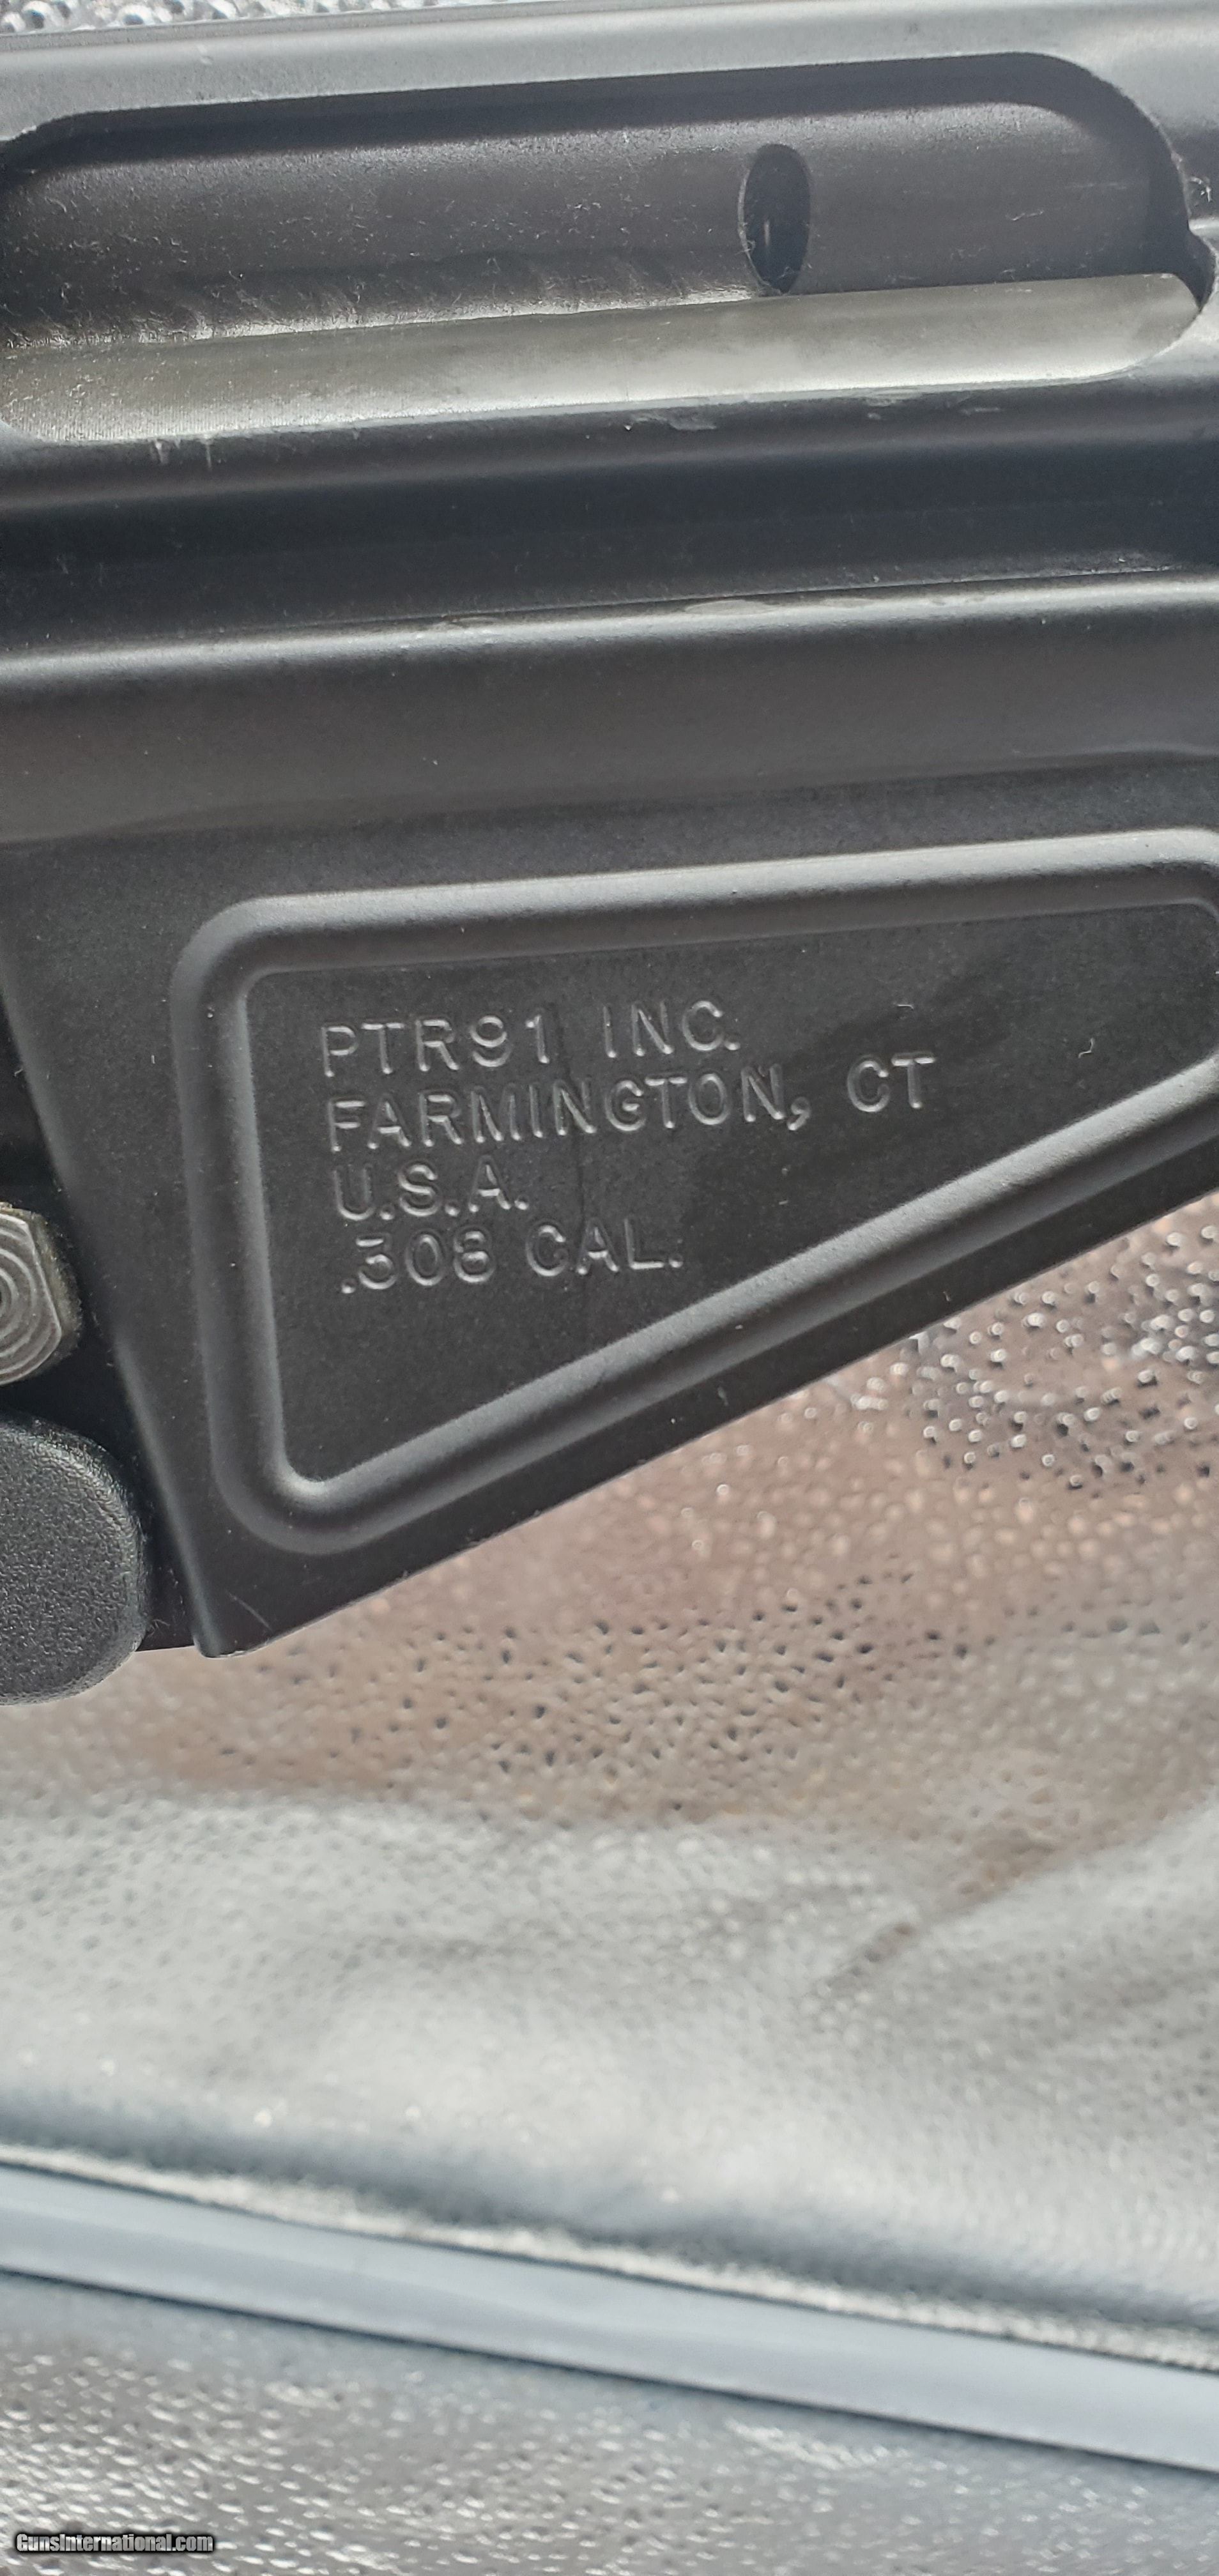 PTR91 INC.
FARMINGTON, CT
U.S.A.
.308 CAL.
GunsInternational.com